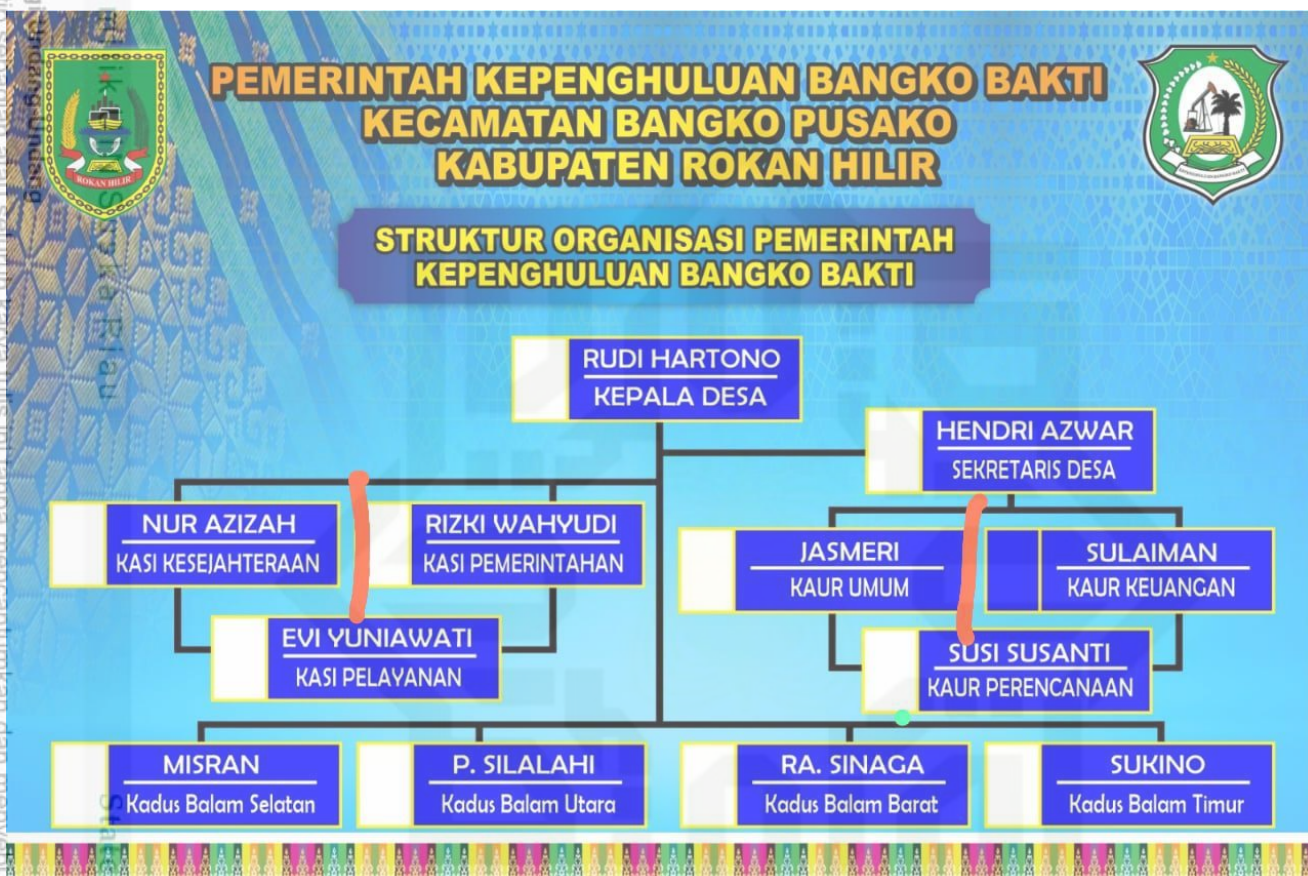 PEMERINTAH KEPENGHULUAN BANGKO BAKTI
KECAMATAN BANGKO PUSAKO
KABUPATEN ROKAN HILIR
ROKAN HILIR
STRUKTUR ORGANISASI PEMERINTAH
KEPENGHULUAN BANGKO BAKTI
RUDI HARTONO
KEPALA DESA
HENDRI AZWAR
SEKRETARIS DESA
NUR AZIZAH
KASI KESEJAHTERAAN
RIZKI WAHYUDI
KASI PEMERINTAHAN
EVI YUNIAWATI
KASI PELAYANAN
JASMERI
KAUR UMUM
SULAIMAN
KAUR KEUANGAN
SUSI SUSANTI
KAUR PERENCANAAN
MISRAN
Kadus Balam Selatan
P. SILALAHI
Kadus Balam Utara
RA. SINAGA
Kadus Balam Barat
SUKINO
Kadus Balam Timur